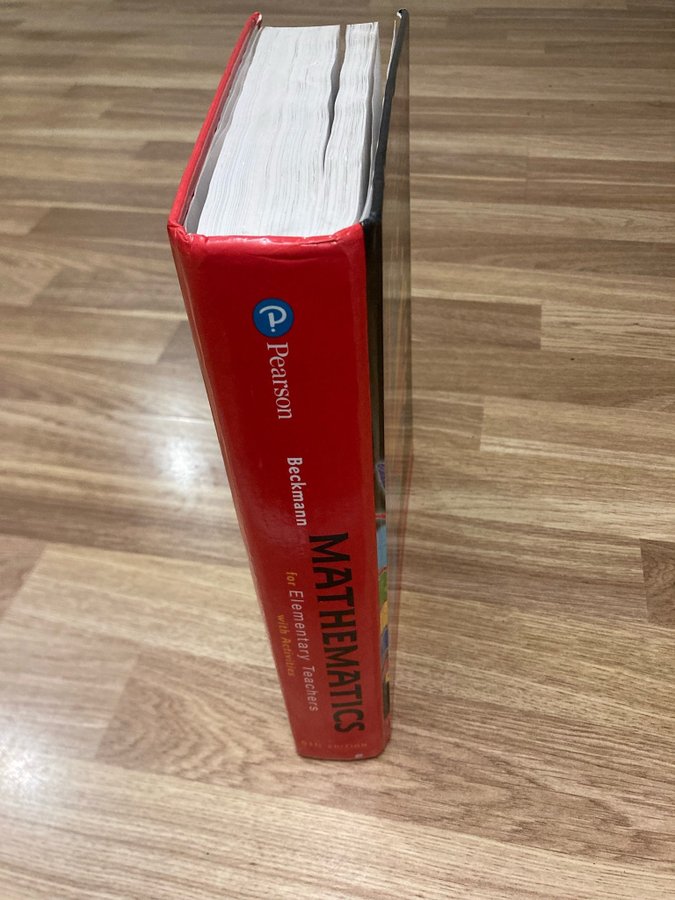 Pearson
Beckmann
MATHEMATICS
for Elementary Teachers
with Activities